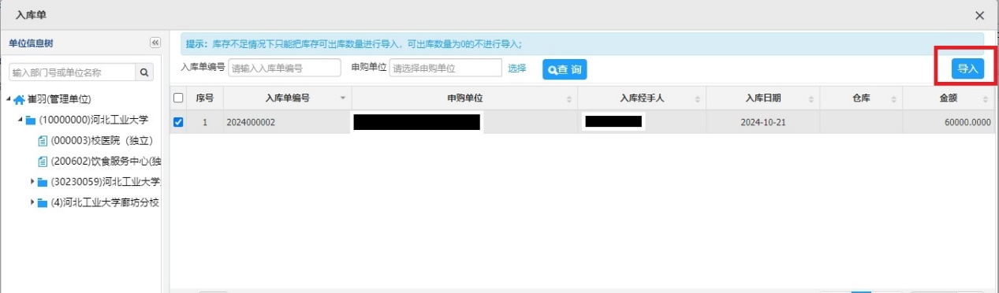 入库单
单位信息树
提示：库存不足情况下只能把库存可出库数量进行导入，可出库数量为0的不进行导入；
输入部门号或单位名称
入库单编号 请输入入库单编号 申购单位 请选择申购单位 选择 查 询 导入
崔羽(管理单位)
序号 入库单编号 申购单位 入库经手人 入库日期 仓库 金额
(10000000)河北工业大学
1 2024000002 2024-10-21 60000.0000
(000003)校医院（独立）
(200602)饮食服务中心(独
(30230059)河北工业大学
(4)河北工业大学廊坊分校